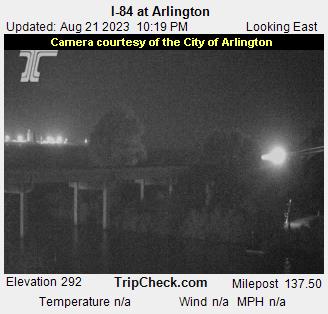 I-84 at Arlington
Updated: Aug 21 2023 10:19 PM Looking East
Camera courtesy of the City of Arlington
Elevation 292 TripCheck.com Milepost 137.50
Temperature n/a Wind n/a MPH n/a